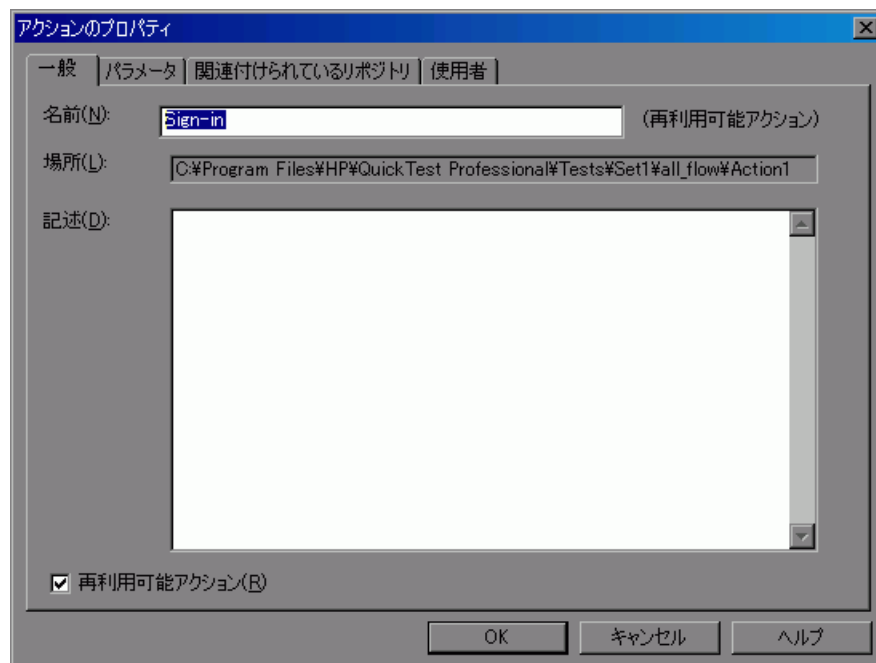 アクションのプロパティ
一般 パラメータ 関連付けられているリポジトリ 使用者
名前(N): Sign-in (再利用可能アクション)
場所(L): C:¥Program Files¥HP¥QuickTest Professional¥Tests¥Set1¥all_flow¥Action1
記述(D):
再利用可能アクション(R)
OK キャンセル ヘルプ